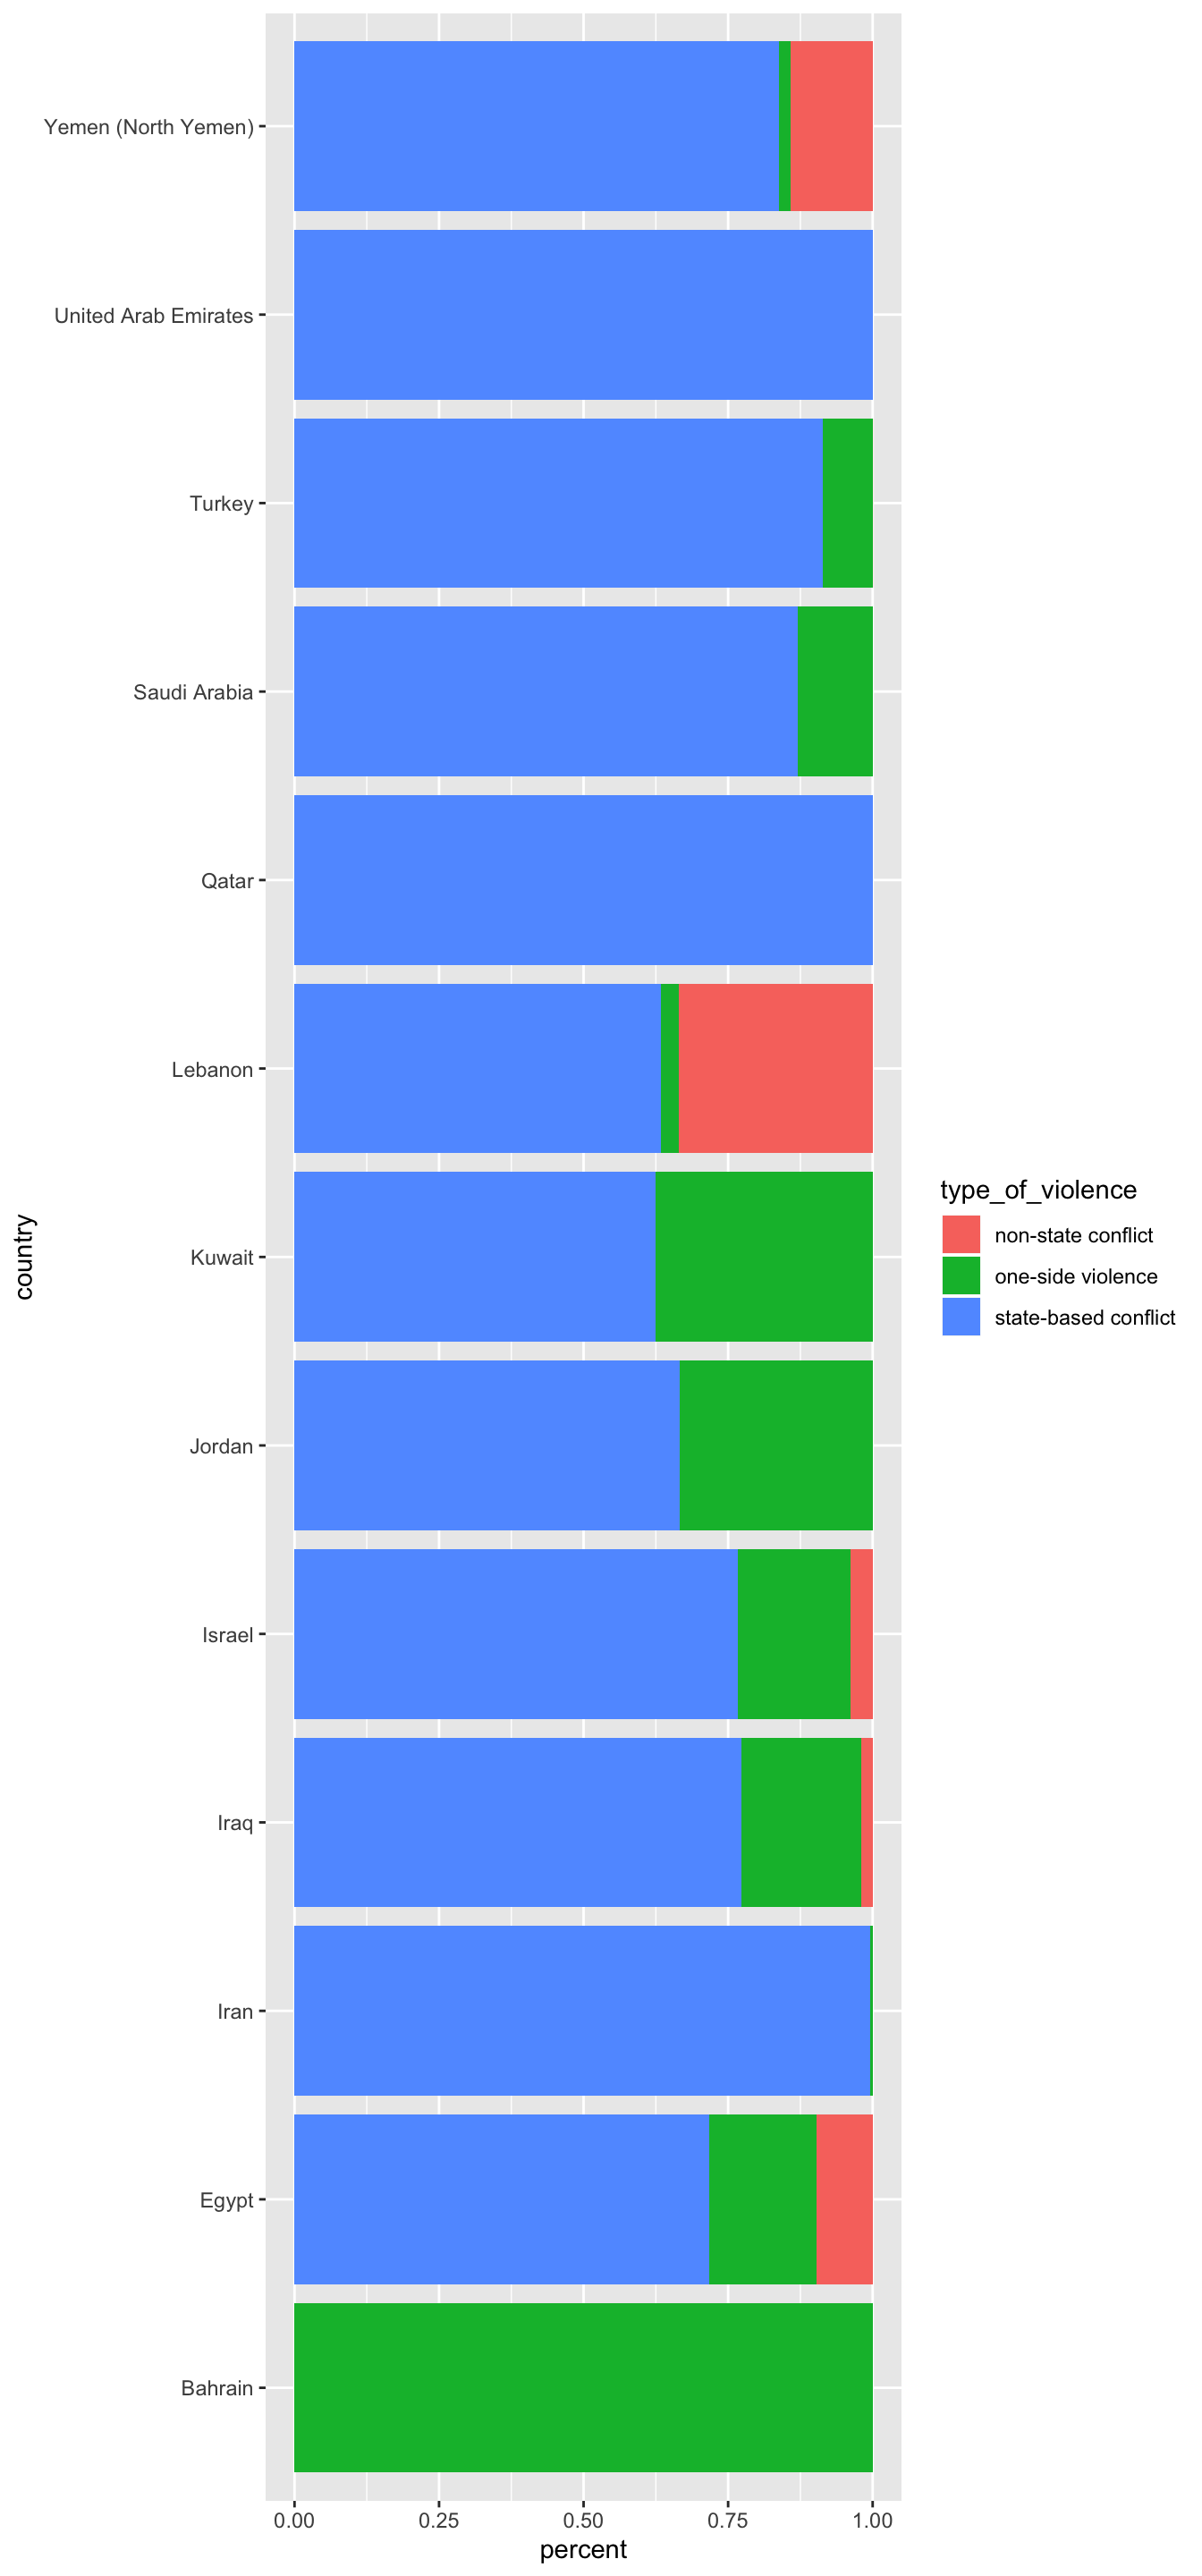 Yemen (North Yemen)
United Arab Emirates
Turkey
Saudi Arabia
Qatar
Lebanon
Kuwait
Jordan
Israel
Iraq
Iran
Egypt
Bahrain
country
0.00 0.25 0.50 0.75 1.00
percent
type_of_violence
non-state conflict
one-side violence
state-based conflict